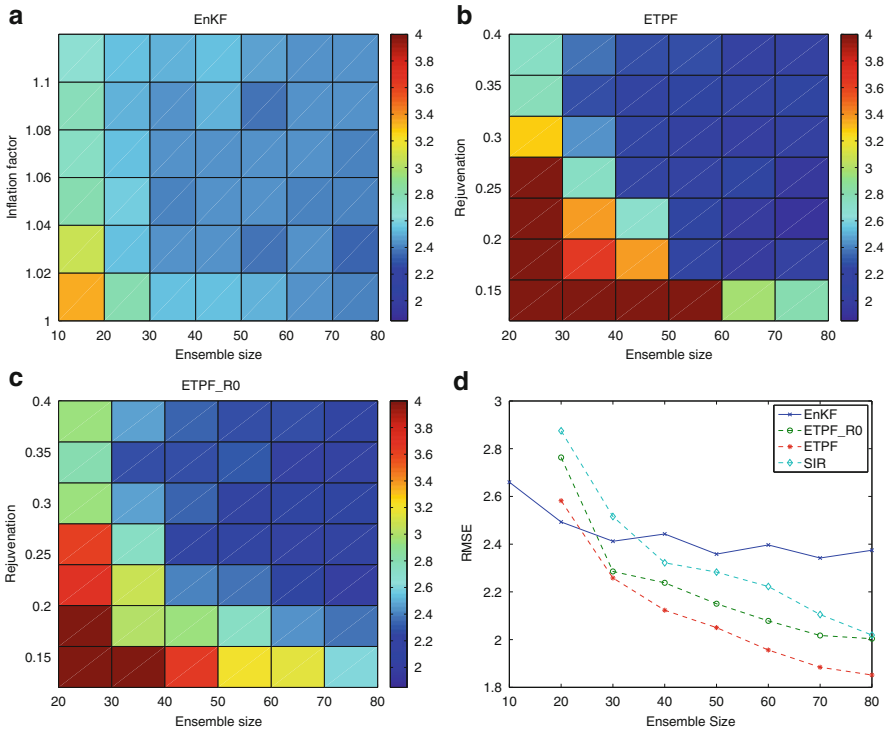 a
EnKF
1.1
1.08
1.06
1.04
1.02
1
Inflation factor
10 20 30 40 50 60 70 80
Ensemble size
4
3.8
3.6
3.4
3.2
3
2.8
2.6
2.4
2.2
2
b
ETPF
0.4
0.35
0.3
0.25
0.2
0.15
Rejuvenation
20 30 40 50 60 70 80
Ensemble size
4
3.8
3.6
3.4
3.2
3
2.8
2.6
2.4
2.2
2
c
ETPF_R0
0.4
0.35
0.3
0.25
0.2
0.15
Rejuvenation
20 30 40 50 60 70 80
Ensemble size
4
3.8
3.6
3.4
3.2
3
2.8
2.6
2.4
2.2
2
d
3
2.8
2.6
2.4
2.2
2
1.8
RMSE
EnKF
ETPF_R0
ETPF
SIR
10 20 30 40 50 60 70 80
Ensemble Size